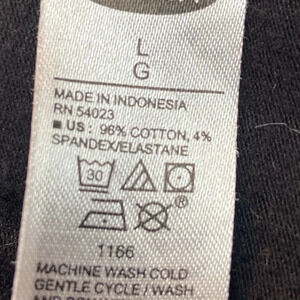 L
G
MADE IN INDONESIA
RN 54023
■ US : 96% COTTON, 4%
SPANDEX/ELASTANE
30
®
1166
MACHINE WASH COLD
GENTLE CYCLE / WASH